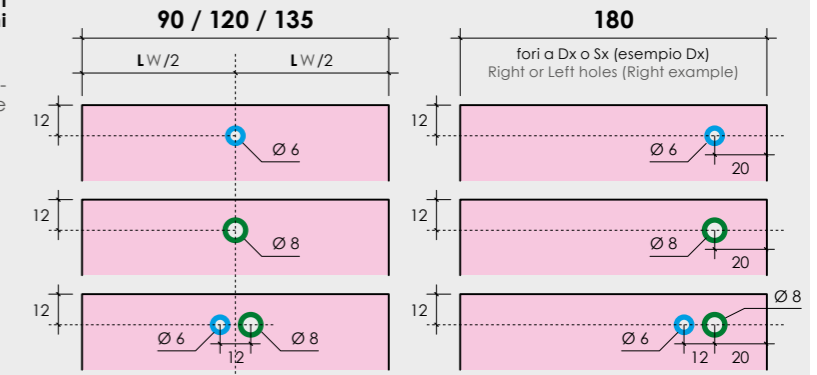 ni
-
e
90 / 120 / 135
LW/2
LW/2
12
Ø 6
12
Ø 8
12
Ø 6
Ø 8
12
180
fori a Dx o Sx (esempio Dx)
Right or Left holes (Right example)
12
Ø 6
20
12
Ø 8
20
12
Ø 8
Ø 6
12
20